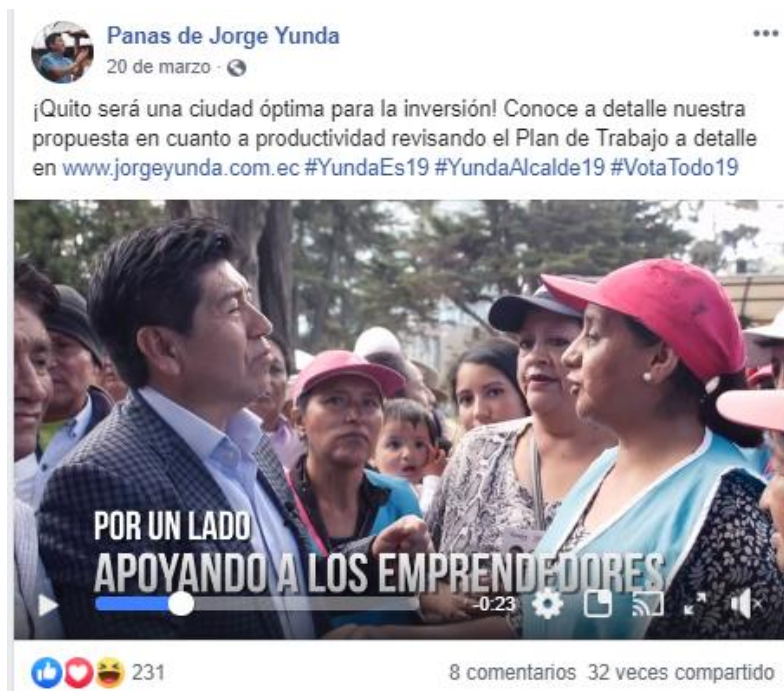 Panas de Jorge Yunda
20 de marzo ·
¡Quito será una ciudad óptima para la inversión! Conoce a detalle nuestra
propuesta en cuanto a productividad revisando el Plan de Trabajo a detalle
en www.jorgeyunda.com.ec #YundaEs19 #YundaAlcalde19 #VotaTodo19
POR UN LADO
APOYANDO A LOS EMPRENDEDORES
-0:23
231
8 comentarios 32 veces compartido